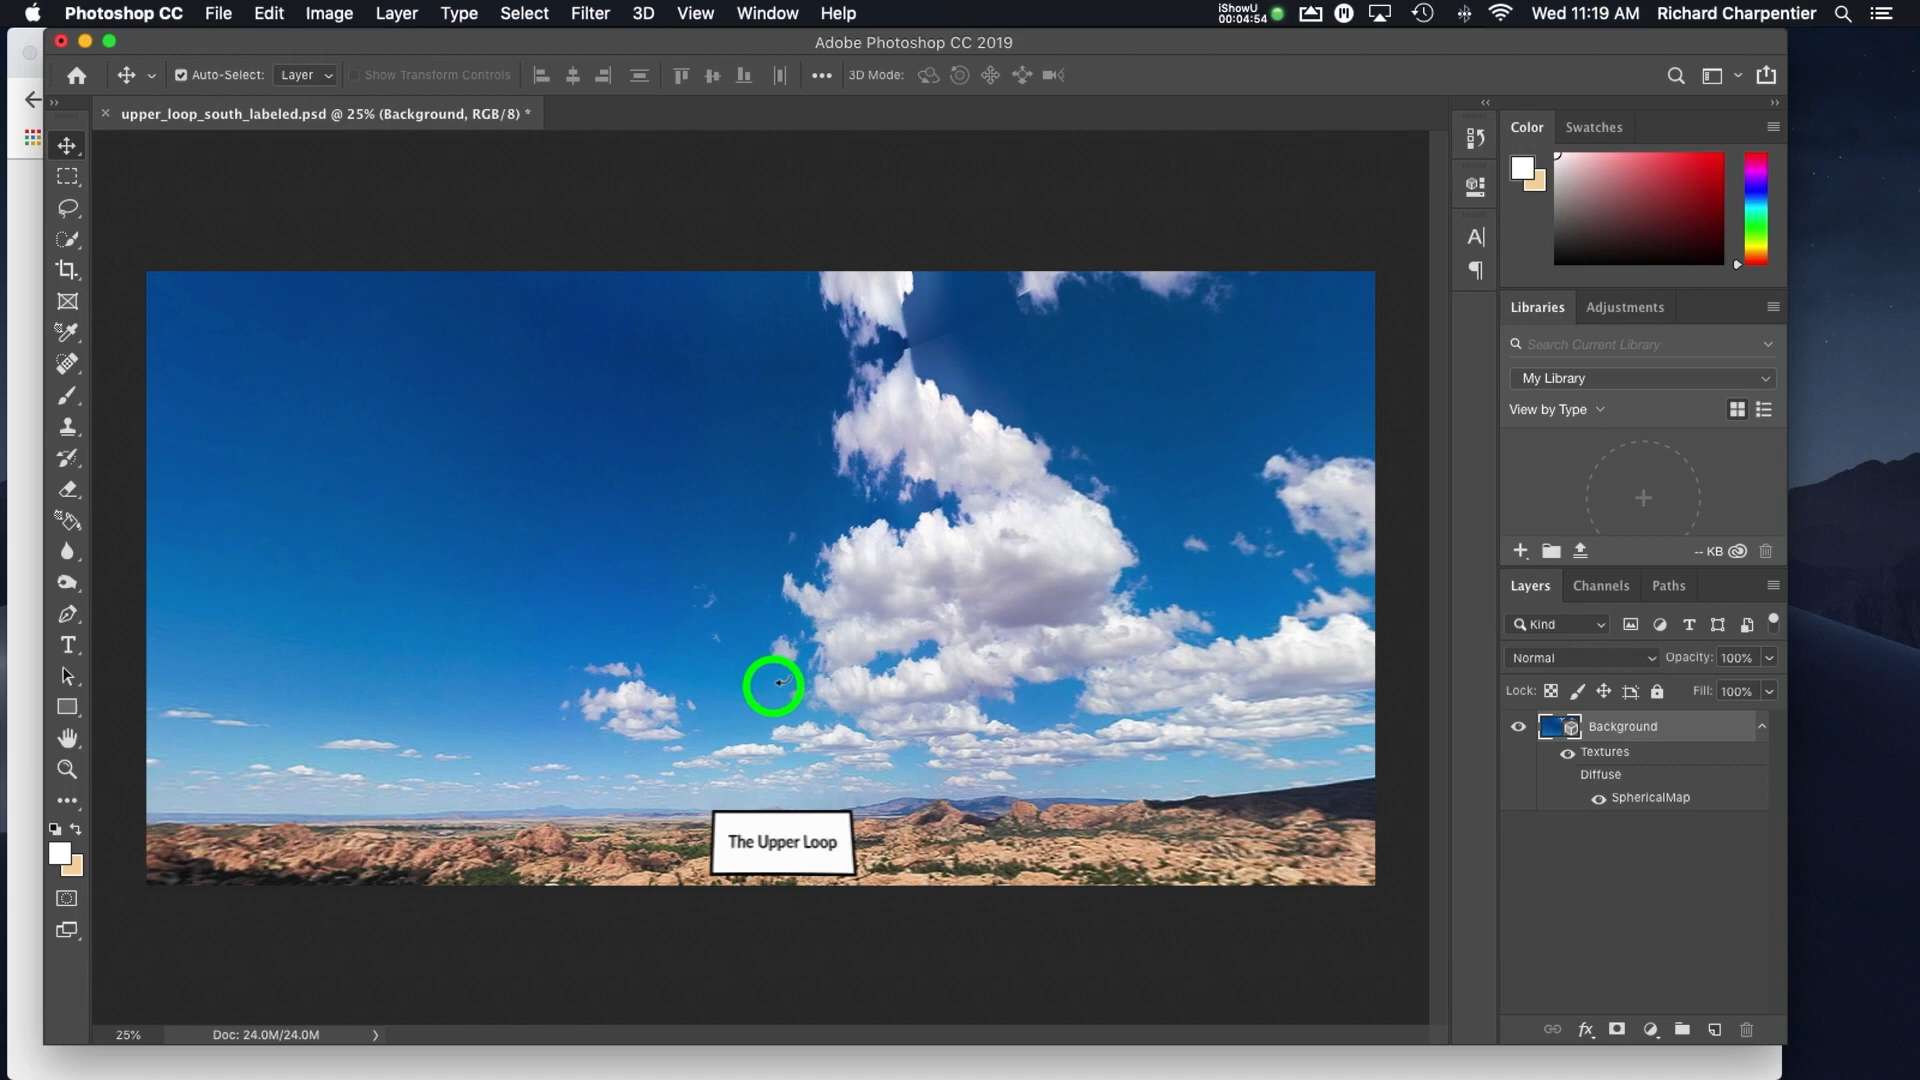 Photoshop CC File Edit Image Layer Type Select Filter 3D View Window Help iShowU 00:04:54 Wed 11:19 AM Richard Charpentier
Adobe Photoshop CC 2019
Auto-Select: Layer Show Transform Controls 3D Mode:
upper_loop_south_labeled.psd @ 25% (Background, RGB/8) *
Color Swatches
Libraries Adjustments
Search Current Library
My Library
View by Type
-- KB
Layers Channels Paths
Kind
Normal Opacity: 100%
Lock: Fill: 100%
Background
Textures
Diffuse
SphericalMap
The Upper Loop
25% Doc: 24.0M/24.0M